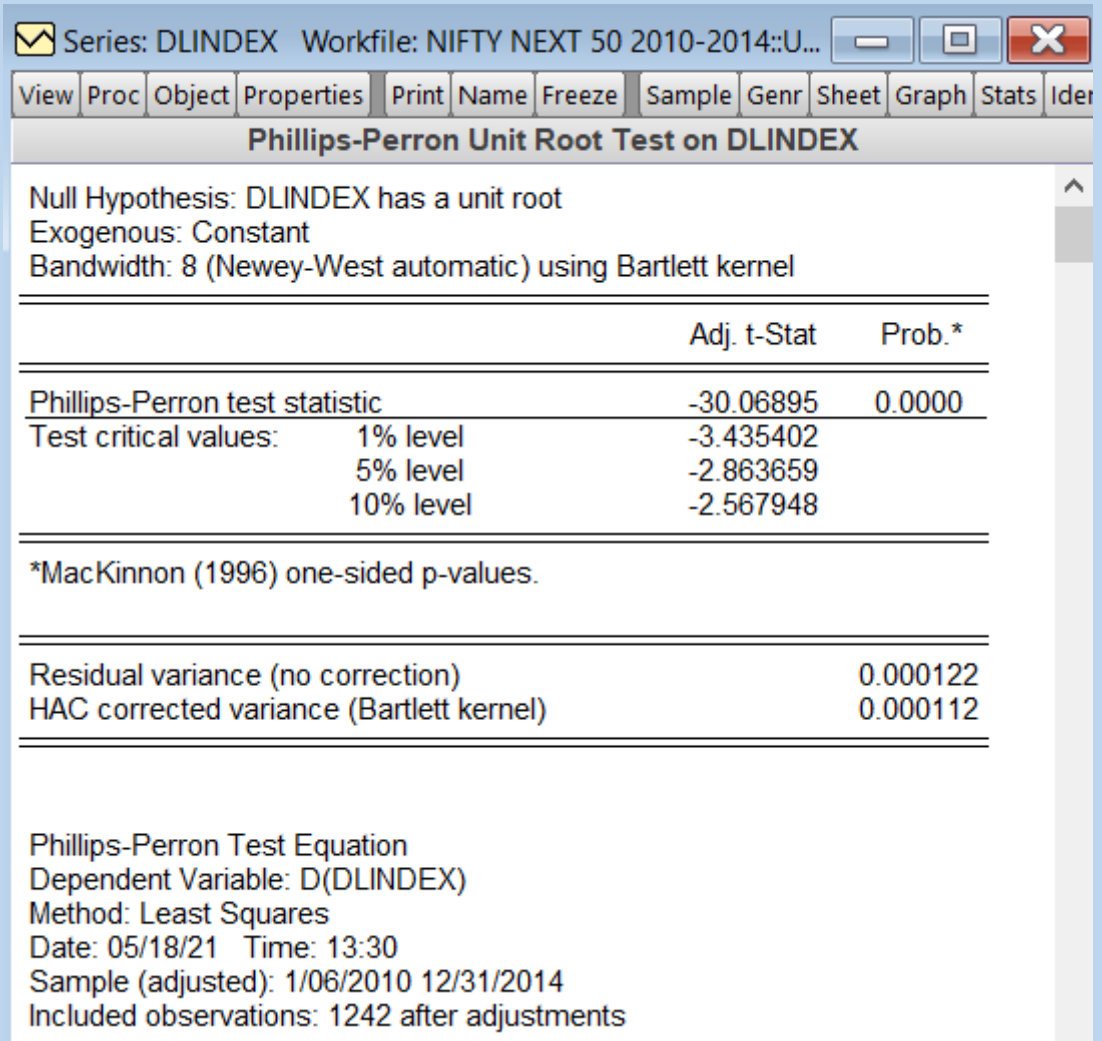 Series: DLINDEX Workfile: NIFTY NEXT 50 2010-2014::U...
View Proc Object Properties Print Name Freeze Sample Genr Sheet Graph Stats Iden
Phillips-Perron Unit Root Test on DLINDEX
Null Hypothesis: DLINDEX has a unit root
Exogenous: Constant
Bandwidth: 8 (Newey-West automatic) using Bartlett kernel
Adj. t-Stat Prob.*
Phillips-Perron test statistic -30.06895 0.0000
Test critical values: 1% level -3.435402
5% level -2.863659
10% level -2.567948
*MacKinnon (1996) one-sided p-values.
Residual variance (no correction) 0.000122
HAC corrected variance (Bartlett kernel) 0.000112
Phillips-Perron Test Equation
Dependent Variable: D(DLINDEX)
Method: Least Squares
Date: 05/18/21 Time: 13:30
Sample (adjusted): 1/06/2010 12/31/2014
Included observations: 1242 after adjustments